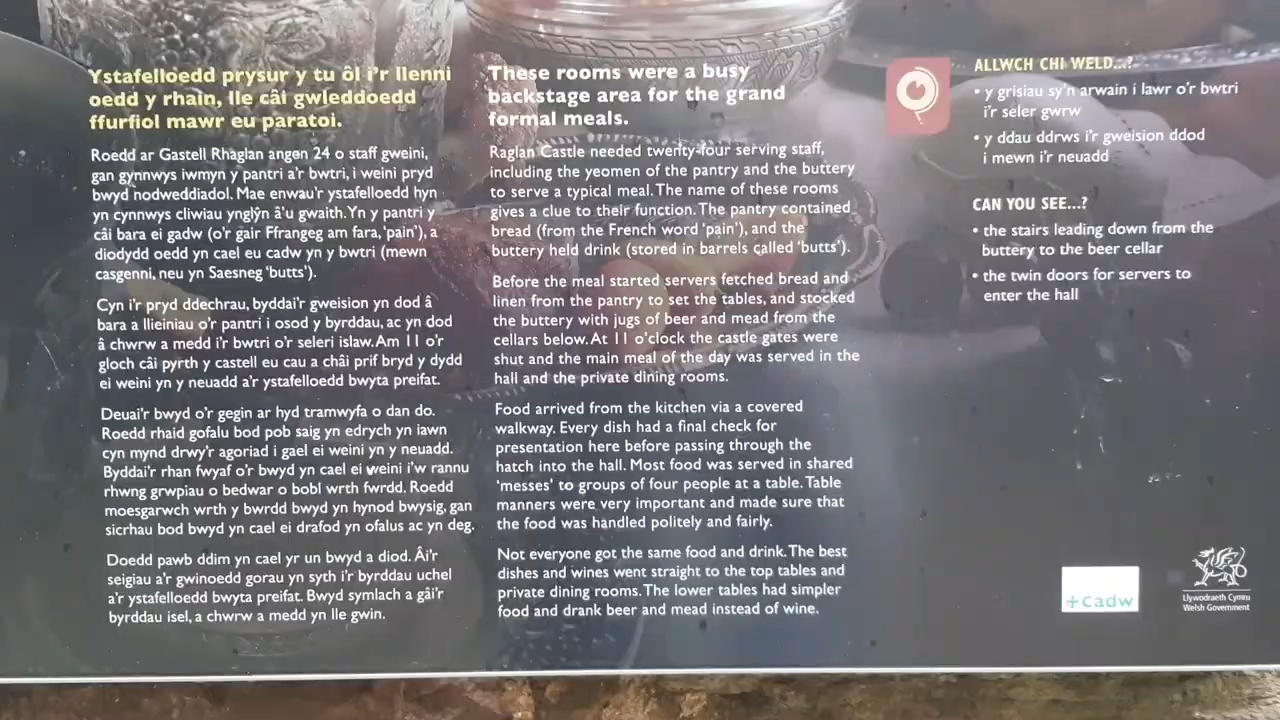 Ystafelloedd prysur y tu ôl i'r llenni
oedd y rhain, lle câi gwleddoedd
ffurfiol mawr eu paratoi.
Roedd ar Gastell Rhaglan angen 24 o staff gweini,
gan gynnwys iwmyn y pantri a'r bwtri, i weini pryd
bwyd nodweddiadol. Mae enwau'r ystafelloedd hyn
yn cynnwys cliwiau ynglŷn â'u gwaith. Yn y pantri y
câi bara ei gadw (o'r gair Ffrangeg am fara, 'pain'), a
diodydd oedd yn cael eu cadw yn y bwtri (mewn
casgenni, neu yn Saesneg 'butts').
Cyn i'r pryd ddechrau, byddai'r gweision yn dod â
bara a llieiniau o'r pantri i osod y byrddau, ac yn dod
â chwrw a medd i'r bwtri o'r seleri islaw. Am 11 o'r
gloch câi pyrth y castell eu cau a châi prif bryd y dydd
ei weini yn y neuadd a'r ystafelloedd bwyta preifat.
Deuai'r bwyd o'r gegin ar hyd tramwyfa o dan do.
Roedd rhaid gofalu bod pob saig yn edrych yn iawn
cyn mynd drwy'r agoriad i gael ei weini yn y neuadd.
Byddai'r rhan fwyaf o'r bwyd yn cael ei weini i'w rannu
rhwng grwpiau o bedwar o bobl wrth fwrdd. Roedd
moesgarwch wrth y bwrdd bwyd yn hynod bwysig, gan
sicrhau bod bwyd yn cael ei drafod yn ofalus ac yn deg.
Doedd pawb ddim yn cael yr un bwyd a diod. Âi'r
seigiau a'r gwinoedd gorau yn syth i'r byrddau uchel
a'r ystafelloedd bwyta preifat. Bwyd symlach a gâi'r
byrddau isel, a chwrw a medd yn lle gwin.
These rooms were a busy
backstage area for the grand
formal meals.
Raglan Castle needed twenty-four serving staff,
including the yeomen of the pantry and the buttery
to serve a typical meal. The name of these rooms
gives a clue to their function. The pantry contained
bread (from the French word 'pain'), and the
buttery held drink (stored in barrels called 'butts').
Before the meal started servers fetched bread and
linen from the pantry to set the tables, and stocked
the buttery with jugs of beer and mead from the
cellars below. At 11 o'clock the castle gates were
shut and the main meal of the day was served in the
hall and the private dining rooms.
Food arrived from the kitchen via a covered
walkway. Every dish had a final check for
presentation here before passing through the
hatch into the hall. Most food was served in shared
'messes' to groups of four people at a table. Table
manners were very important and made sure that
the food was handled politely and fairly.
Not everyone got the same food and drink. The best
dishes and wines went straight to the top tables and
private dining rooms. The lower tables had simpler
food and drank beer and mead instead of wine.
ALLWCH CHI WELD...?
• y grisiau sy'n arwain i lawr o'r bwtri
i'r seler gwrw
• y ddau ddrws i'r gweision ddod
i mewn i'r neuadd
CAN YOU SEE...?
• the stairs leading down from the
buttery to the beer cellar
• the twin doors for servers to
enter the hall
+cadw
Llywodraeth Cymru
Welsh Government